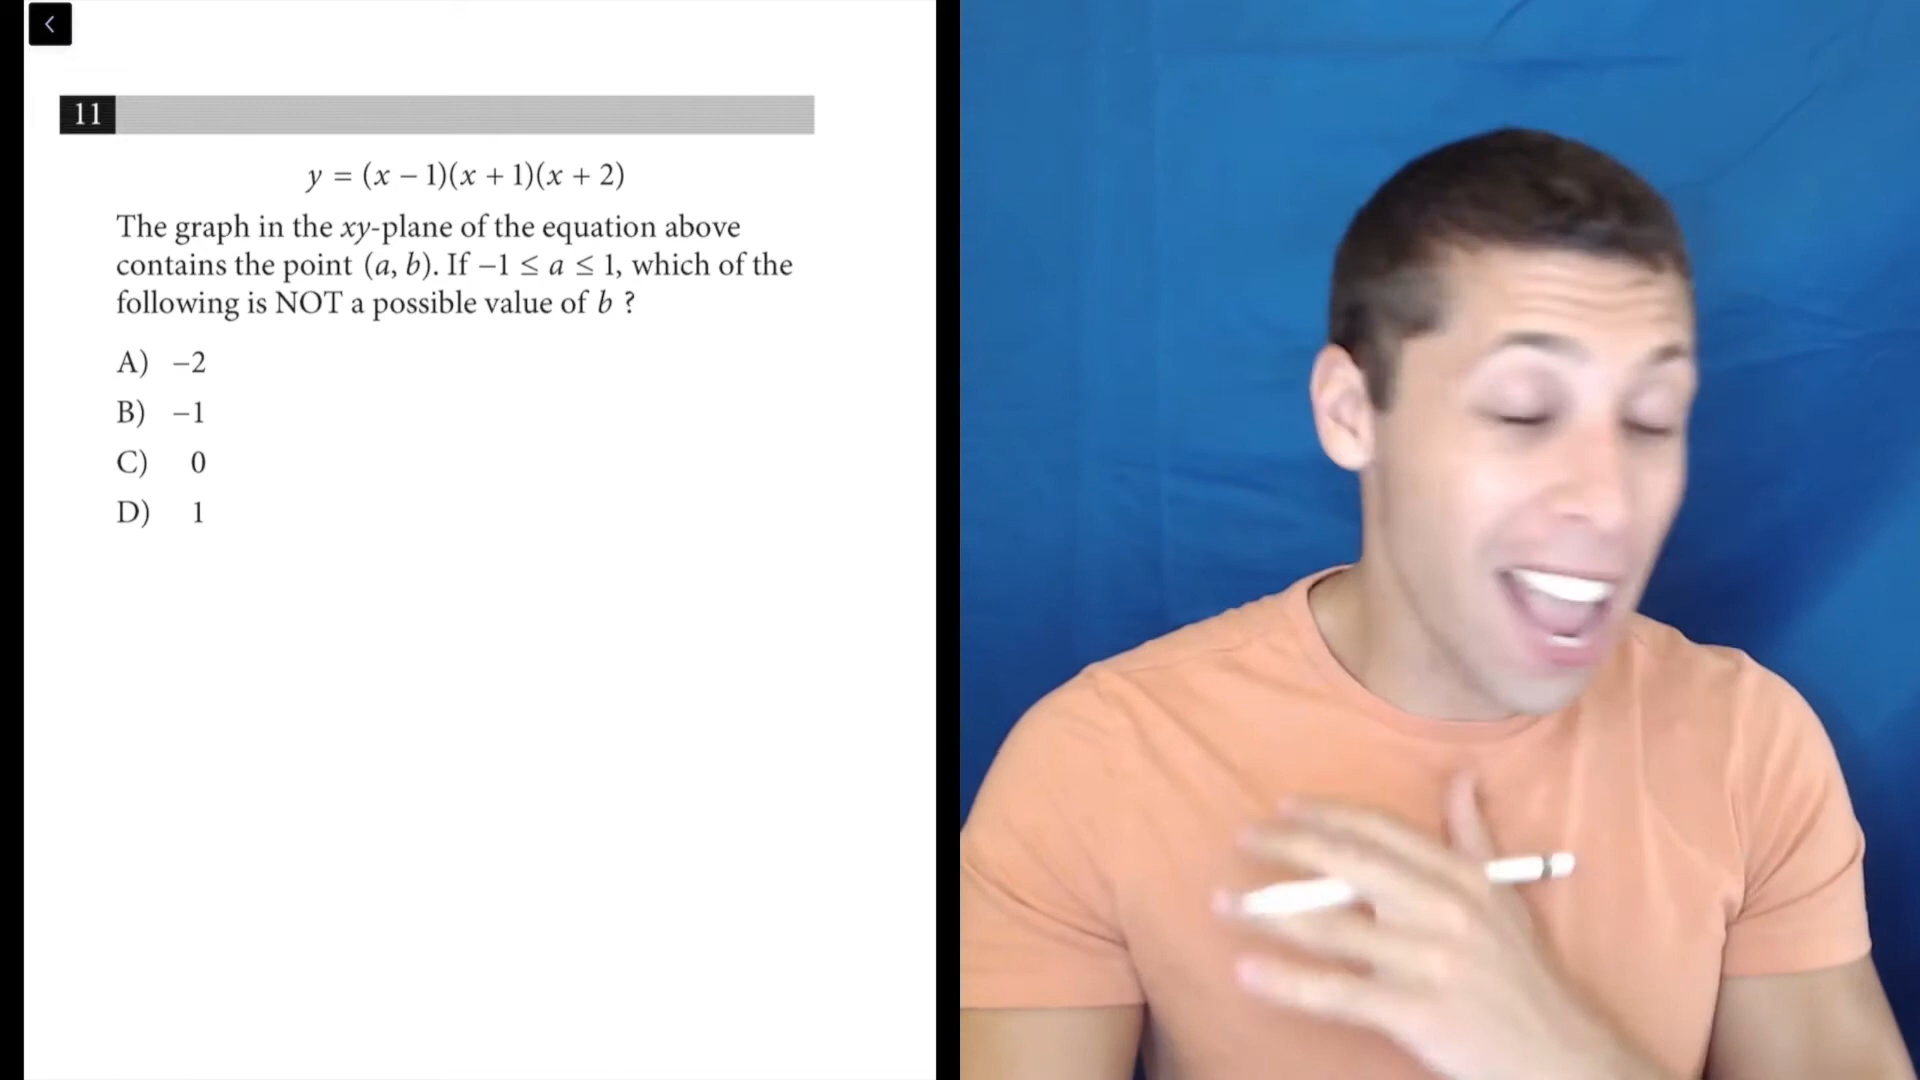 11
y = (x − 1)(x + 1)(x + 2)
The graph in the xy-plane of the equation above
contains the point (a, b). If −1 ≤ a ≤ 1, which of the
following is NOT a possible value of b ?
A) −2
B) −1
C) 0
D) 1